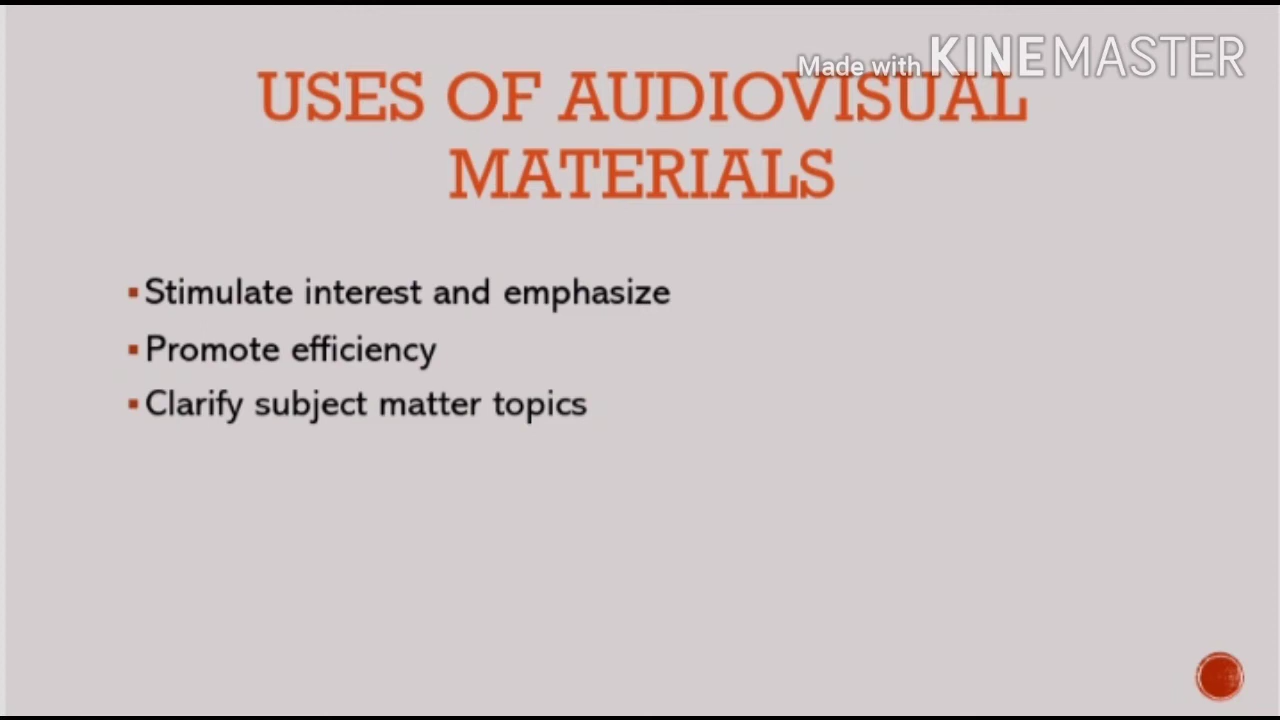 Made with KINEMASTER
USES OF AUDIOVISUAL
MATERIALS
Stimulate interest and emphasize
Promote efficiency
Clarify subject matter topics